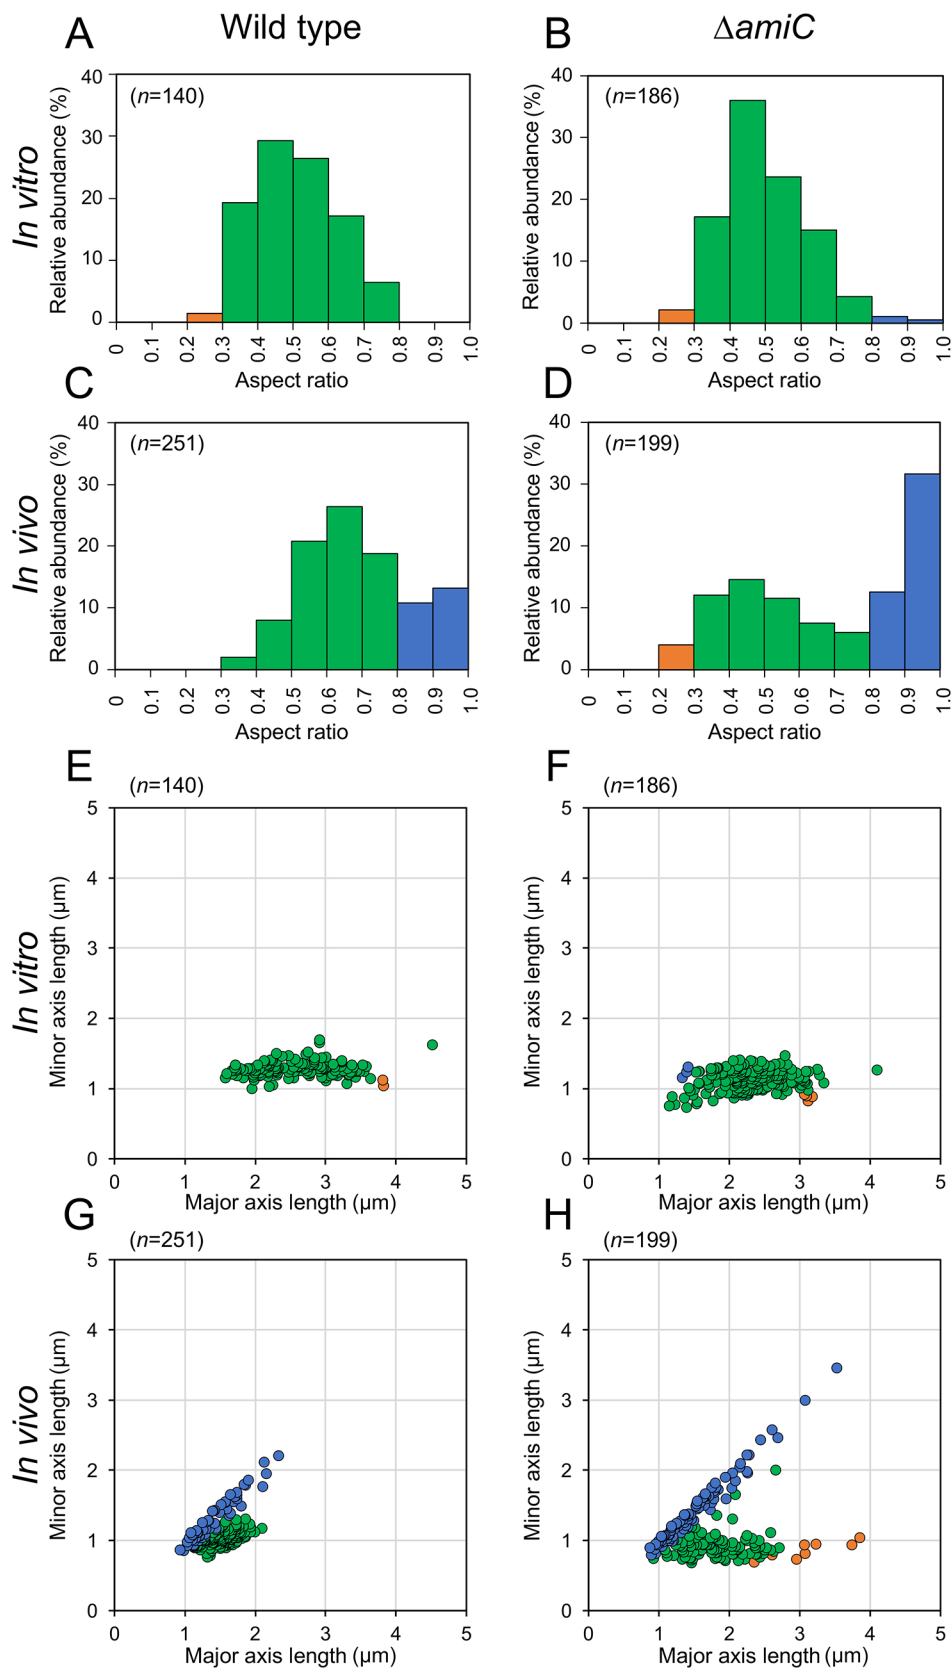 Wild type
ΔamiC
A
B
In vitro
Relative abundance (%)
(n=140)
40
30
20
10
0
0 0.1 0.2 0.3 0.4 0.5 0.6 0.7 0.8 0.9 1.0
Aspect ratio
Relative abundance (%)
(n=186)
40
30
20
10
0
0 0.1 0.2 0.3 0.4 0.5 0.6 0.7 0.8 0.9 1.0
Aspect ratio
C
D
In vivo
Relative abundance (%)
(n=251)
40
30
20
10
0
0 0.1 0.2 0.3 0.4 0.5 0.6 0.7 0.8 0.9 1.0
Aspect ratio
Relative abundance (%)
(n=199)
40
30
20
10
0
0 0.1 0.2 0.3 0.4 0.5 0.6 0.7 0.8 0.9 1.0
Aspect ratio
E
F
In vitro
(n=140)
Minor axis length (μm)
5
4
3
2
1
0
0 1 2 3 4 5
Major axis length (μm)
(n=186)
Minor axis length (μm)
5
4
3
2
1
0
0 1 2 3 4 5
Major axis length (μm)
G
H
In vivo
(n=251)
Minor axis length (μm)
5
4
3
2
1
0
0 1 2 3 4 5
Major axis length (μm)
(n=199)
Minor axis length (μm)
5
4
3
2
1
0
0 1 2 3 4 5
Major axis length (μm)